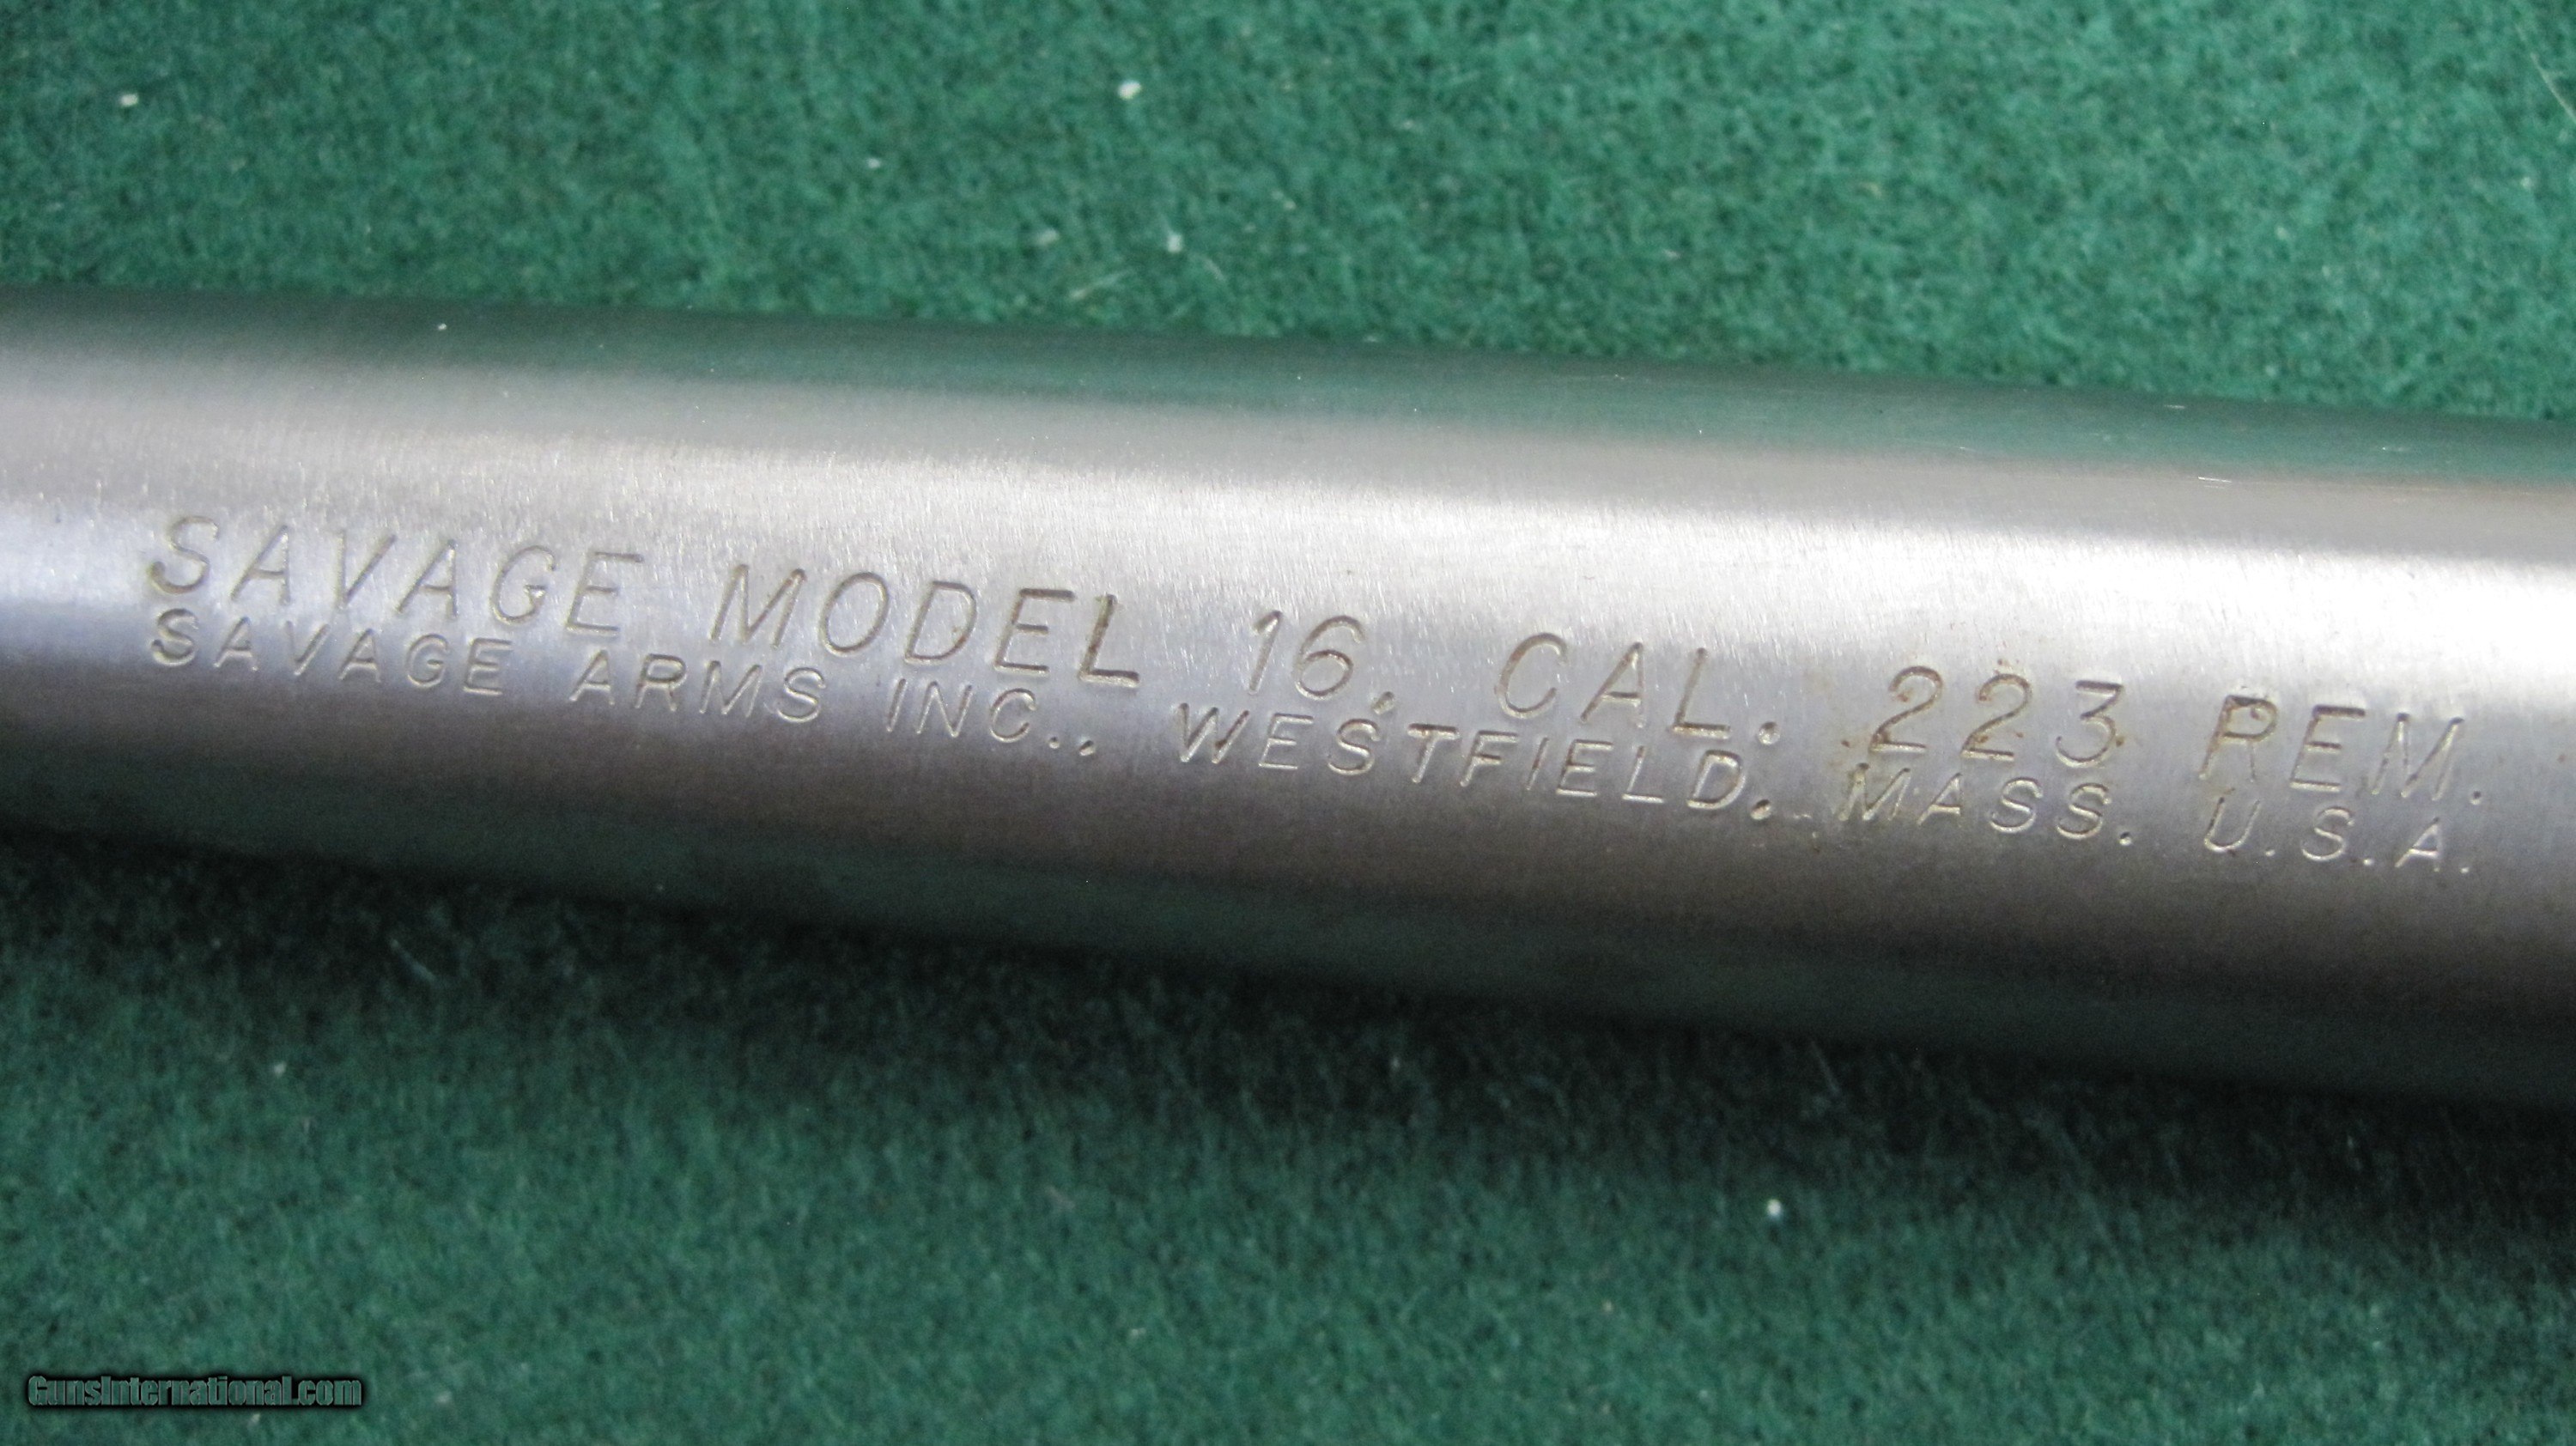 SAVAGE MODEL 16, CAL. 223 REM.
SAVAGE ARMS INC., WESTFIELD, MASS. U.S.A.
GunsInternational.com